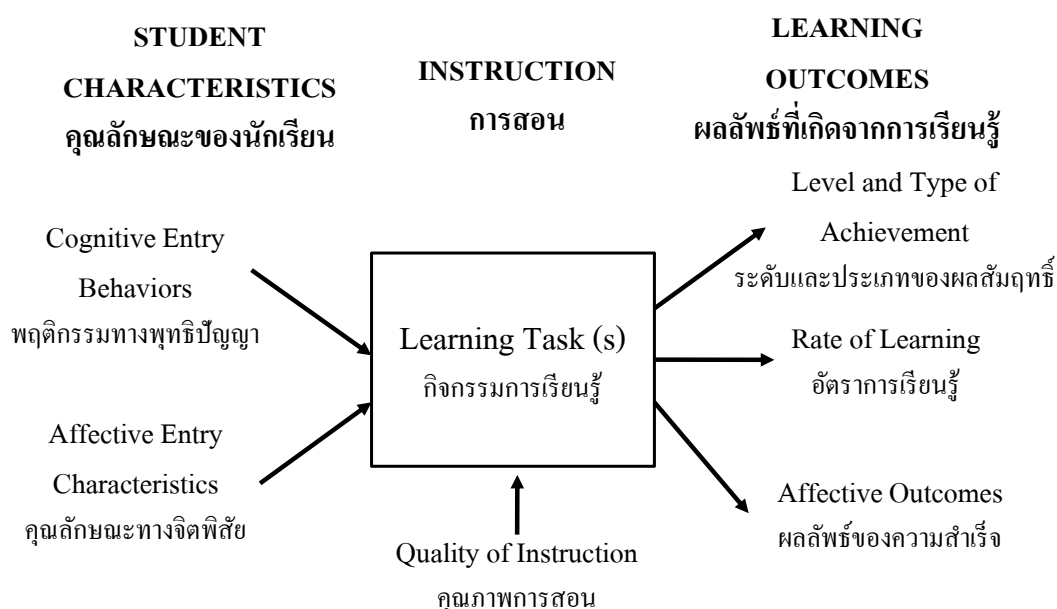 STUDENT
CHARACTERISTICS
คุณลักษณะของนักเรียน
INSTRUCTION
การสอน
LEARNING
OUTCOMES
ผลลัพธ์ที่เกิดจากการเรียนรู้
Cognitive Entry
Behaviors
พฤติกรรมทางพุทธิปัญญา
Affective Entry
Characteristics
คุณลักษณะทางจิตพิสัย
Learning Task (s)
กิจกรรมการเรียนรู้
Quality of Instruction
คุณภาพการสอน
Level and Type of
Achievement
ระดับและประเภทของผลสัมฤทธิ์
Rate of Learning
อัตราการเรียนรู้
Affective Outcomes
ผลลัพธ์ของความสำเร็จ